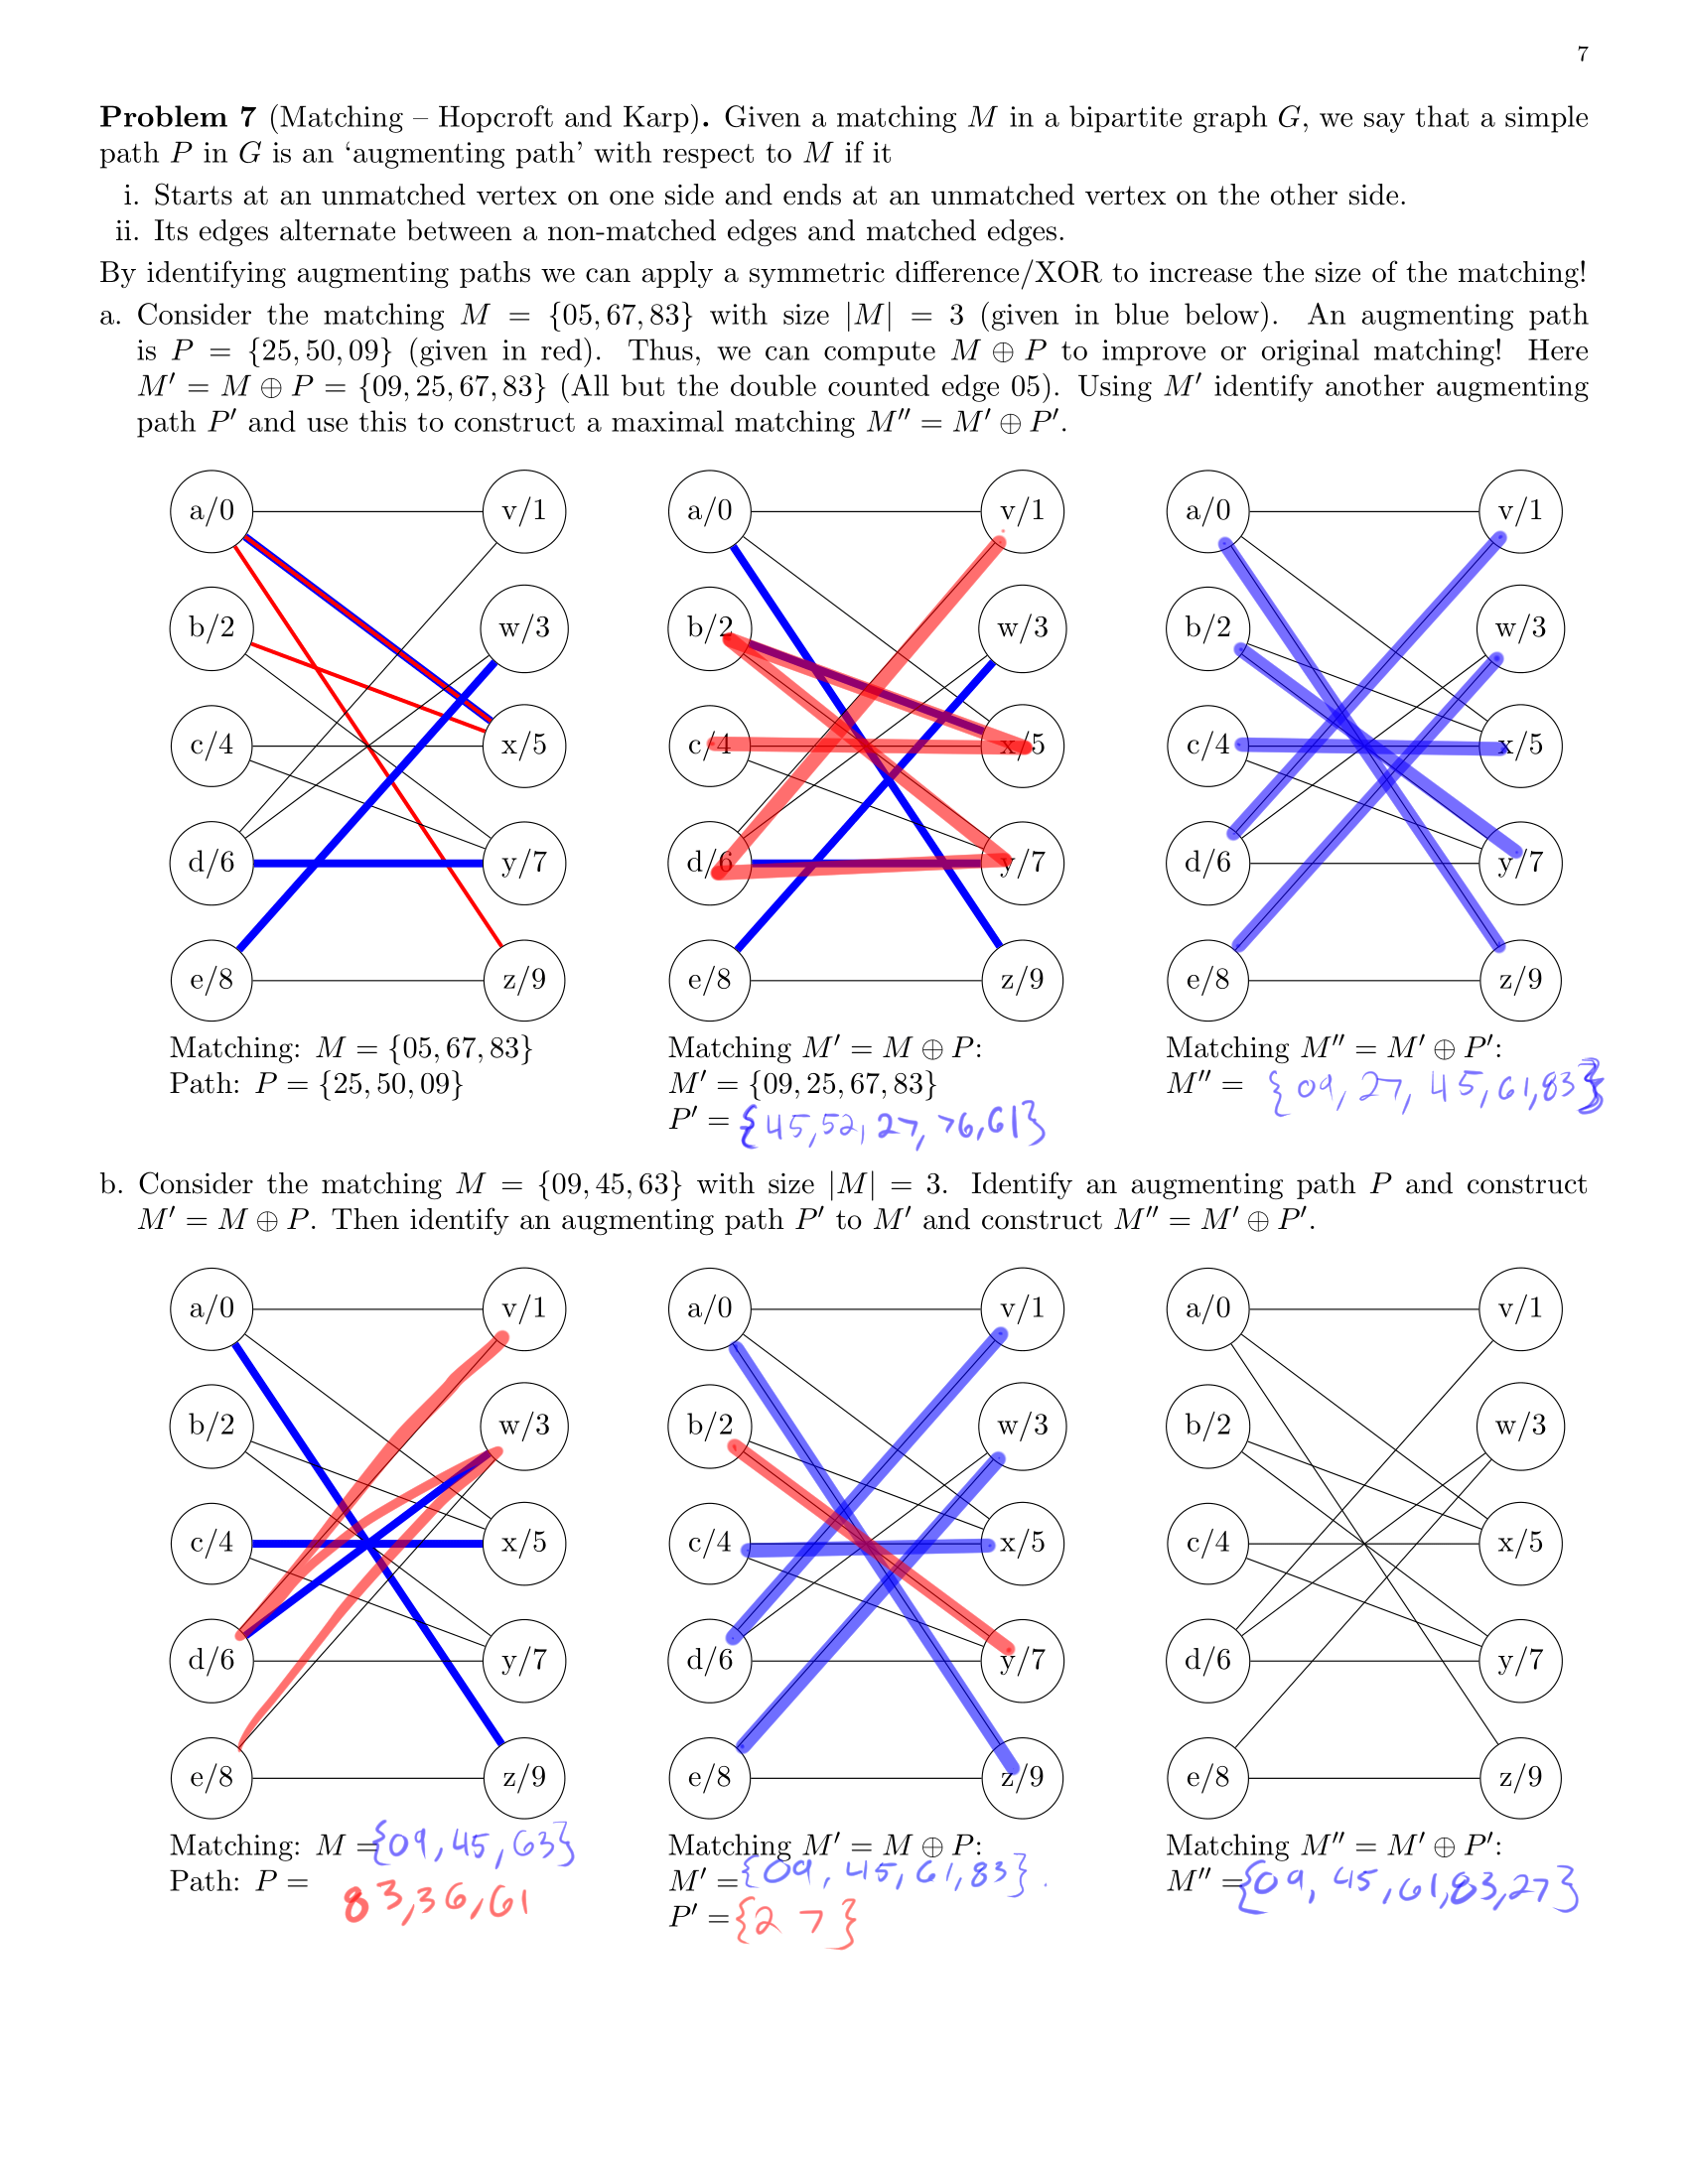 7
Problem 7 (Matching – Hopcroft and Karp). Given a matching M in a bipartite graph G, we say that a simple
path P in G is an ‘augmenting path’ with respect to M if it
i. Starts at an unmatched vertex on one side and ends at an unmatched vertex on the other side.
ii. Its edges alternate between a non-matched edges and matched edges.
By identifying augmenting paths we can apply a symmetric difference/XOR to increase the size of the matching!
a. Consider the matching M = {05, 67, 83} with size |M| = 3 (given in blue below). An augmenting path
is P = {25, 50, 09} (given in red). Thus, we can compute M ⊕ P to improve or original matching! Here
M′ = M ⊕ P = {09, 25, 67, 83} (All but the double counted edge 05). Using M′ identify another augmenting
path P′ and use this to construct a maximal matching M″ = M′ ⊕ P′.
a/0 v/1 a/0 v/1 a/0 v/1
b/2 w/3 b/2 w/3 b/2 w/3
c/4 x/5 c/4 x/5 c/4 x/5
d/6 y/7 d/6 y/7 d/6 y/7
e/8 z/9 e/8 z/9 e/8 z/9
Matching: M = {05, 67, 83} Matching M′ = M ⊕ P: Matching M″ = M′ ⊕ P′:
Path: P = {25, 50, 09} M′ = {09, 25, 67, 83} M″ = {09, 27, 45, 61, 83}
P′ = {45, 52, 27, 76, 61}
b. Consider the matching M = {09, 45, 63} with size |M| = 3. Identify an augmenting path P and construct
M′ = M ⊕ P. Then identify an augmenting path P′ to M′ and construct M″ = M′ ⊕ P′.
a/0 v/1 a/0 v/1 a/0 v/1
b/2 w/3 b/2 w/3 b/2 w/3
c/4 x/5 c/4 x/5 c/4 x/5
d/6 y/7 d/6 y/7 d/6 y/7
e/8 z/9 e/8 z/9 e/8 z/9
Matching: M = {09, 45, 63} Matching M′ = M ⊕ P: Matching M″ = M′ ⊕ P′:
Path: P = 83, 36, 61 M′ = {09, 45, 61, 83}. M″ = {09, 45, 61, 83, 27}
P′ = {27}